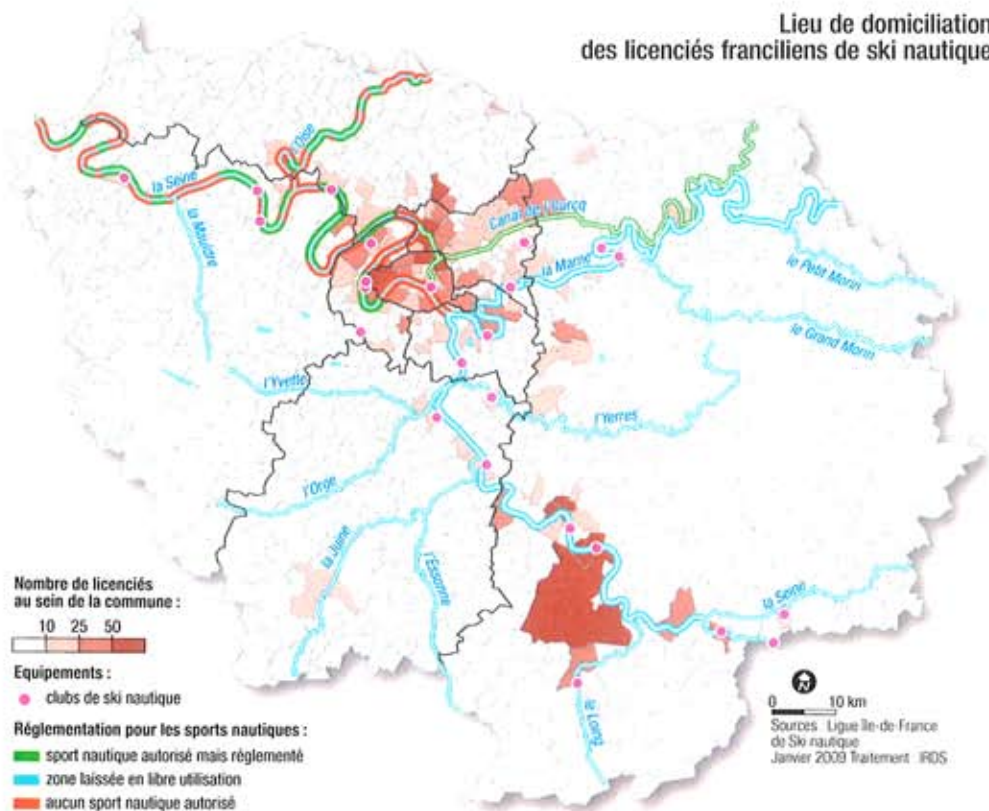 Lieu de domiciliation
des licenciés franciliens de ski nautique
l'Oise
la Seine
la Mauldre
Canal de l'Ourcq
la Marne
le Petit Morin
le Grand Morin
l'Yvette
l'Yerres
l'Orge
la Juine
l'Essonne
la Seine
le Loing
Nombre de licenciés
au sein de la commune :
10 25 50
Equipements :
clubs de ski nautique
Réglementation pour les sports nautiques :
sport nautique autorisé mais réglementé
zone laissée en libre utilisation
aucun sport nautique autorisé
0 10 km
Sources : Ligue Île-de-France
de Ski nautique
Janvier 2009 Traitement : IRDS